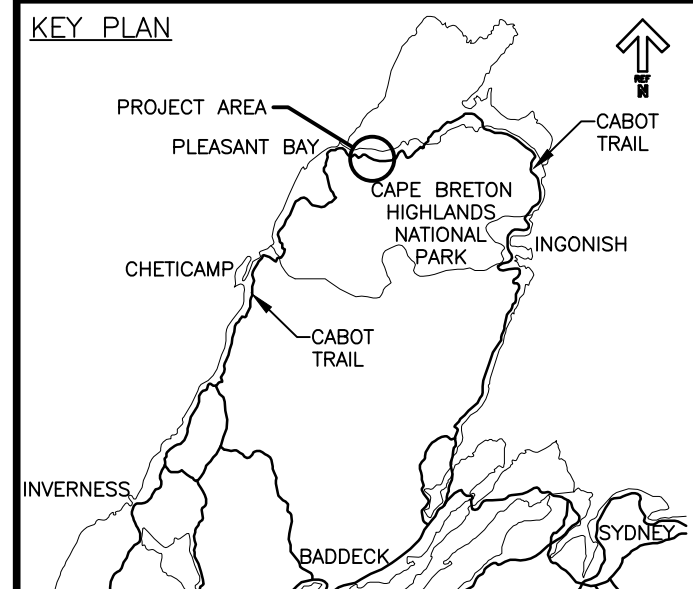 KEY PLAN
REF
N
PROJECT AREA
PLEASANT BAY
CABOT
TRAIL
CAPE BRETON
HIGHLANDS
NATIONAL
PARK
INGONISH
CHETICAMP
CABOT
TRAIL
INVERNESS
SYDNEY
BADDECK